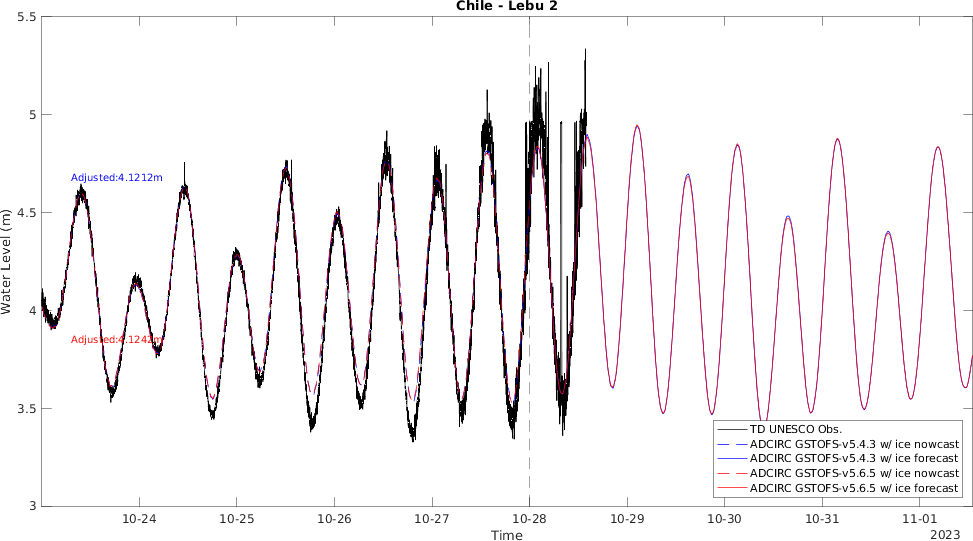 Chile - Lebu 2
5.5
5
4.5
4
3.5
3
Water Level (m)
Adjusted:4.1212m
Adjusted:4.1242m
TD UNESCO Obs.
ADCIRC GSTOFS-v5.4.3 w/ ice nowcast
ADCIRC GSTOFS-v5.4.3 w/ ice forecast
ADCIRC GSTOFS-v5.6.5 w/ ice nowcast
ADCIRC GSTOFS-v5.6.5 w/ ice forecast
10-24 10-25 10-26 10-27 10-28 10-29 10-30 10-31 11-01
Time
2023